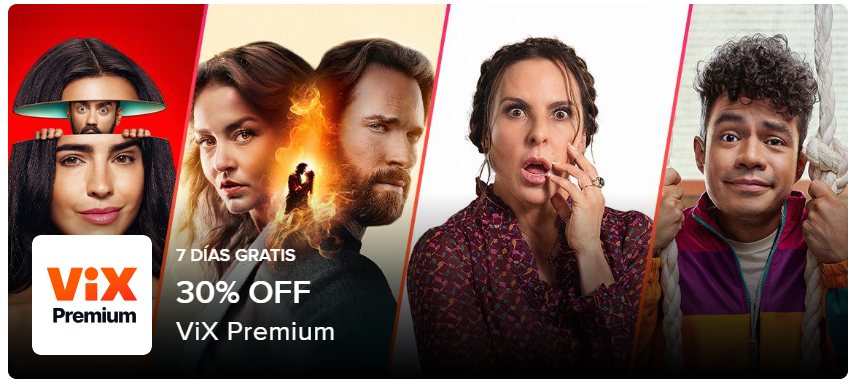 ViX
Premium
7 DÍAS GRATIS
30% OFF
ViX Premium